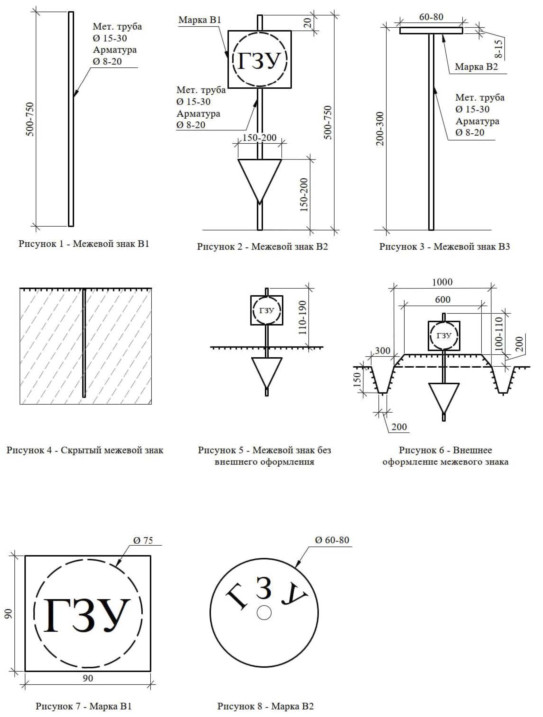 Мет. труба
Ø 15-30
Арматура
Ø 8-20
500-750
Рисунок 1 - Межевой знак В1
Марка В1
ГЗУ
20
Мет. труба
Ø 15-30
Арматура
Ø 8-20
150-200
150-200
500-750
Рисунок 2 - Межевой знак В2
60-80
8-15
Марка В2
Мет. труба
Ø 15-30
Арматура
Ø 8-20
200-300
Рисунок 3 - Межевой знак В3
Рисунок 4 - Скрытый межевой знак
ГЗУ
110-190
Рисунок 5 - Межевой знак без
внешнего оформления
1000
600
ГЗУ
100-110
200
300
150
200
Рисунок 6 - Внешнее
оформление межевого знака
Ø 75
ГЗУ
90
90
Рисунок 7 - Марка В1
Ø 60-80
Г З У
Рисунок 8 - Марка В2